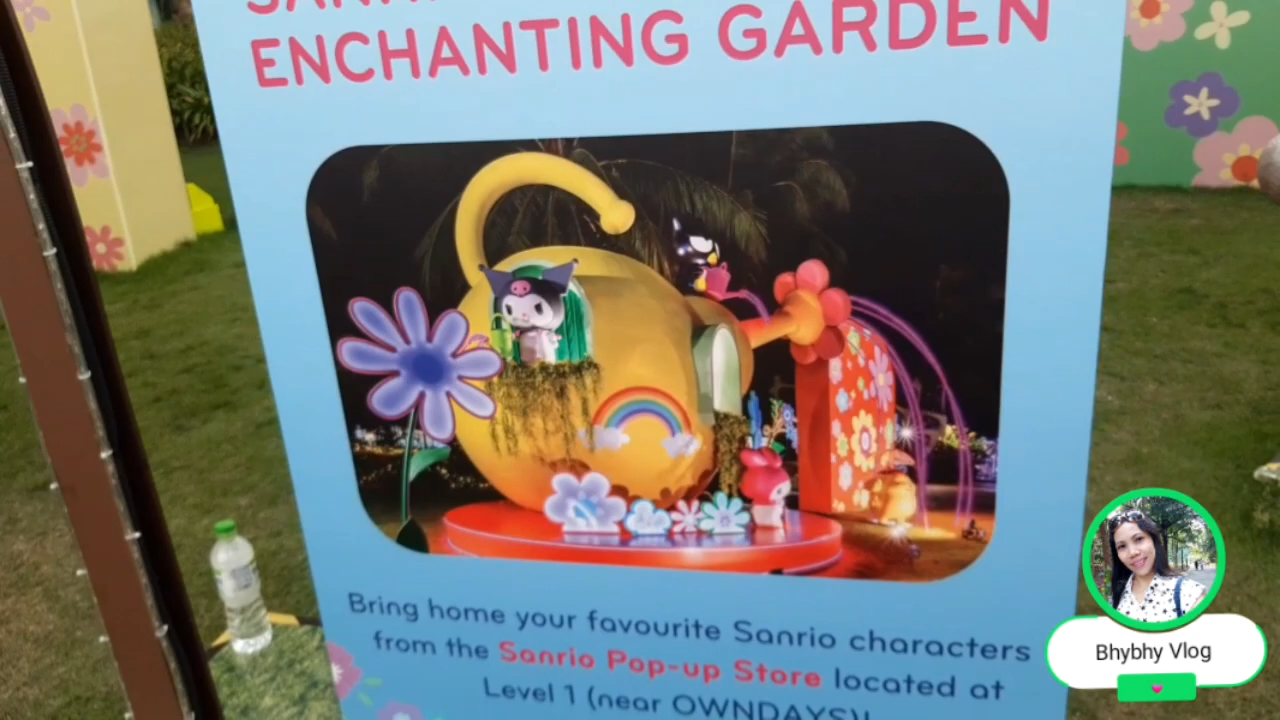 ENCHANTING GARDEN
Bring home your favourite Sanrio characters
from the Sanrio Pop-up Store located at
Level 1 (near OWNDAYS)!
Bhybhy Vlog